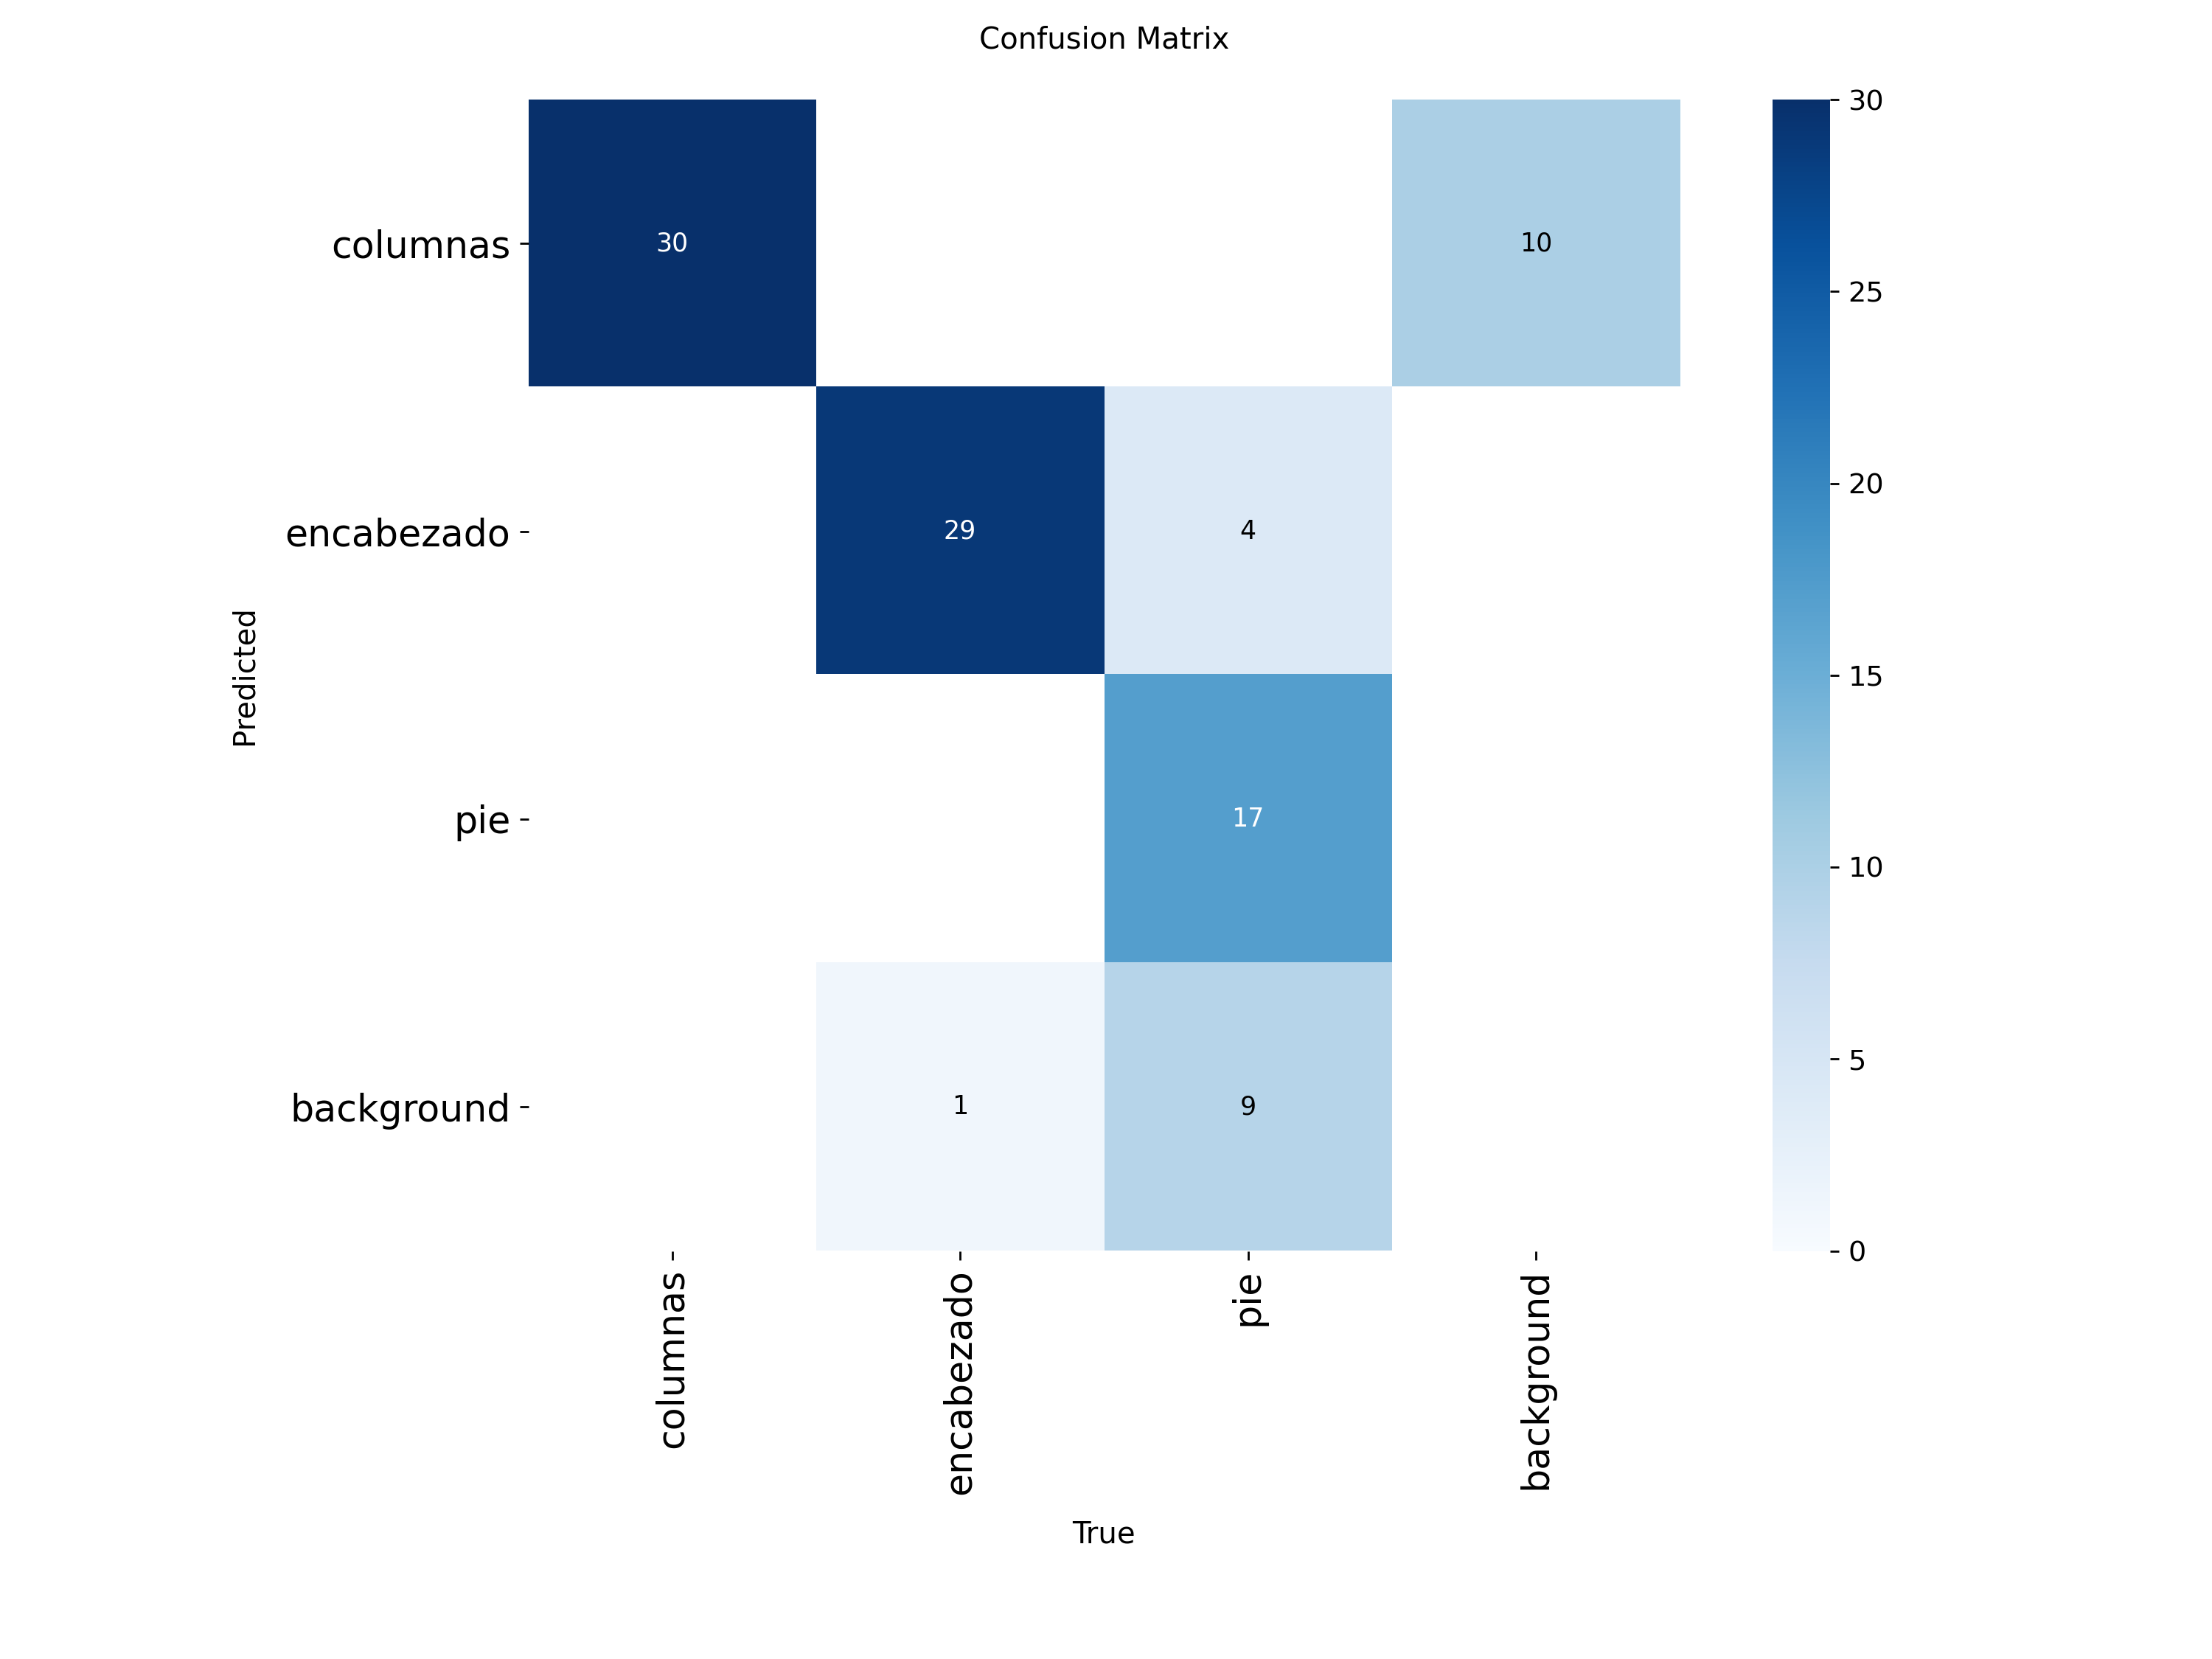 Confusion Matrix
columnas
30
10
encabezado
29
4
pie
17
background
1
9
Predicted
columnas
encabezado
pie
background
True
30
25
20
15
10
5
0